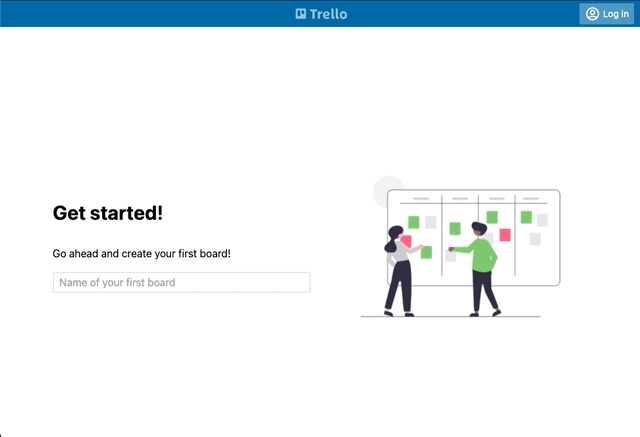 Trello
Log in
Get started!
Go ahead and create your first board!
Name of your first board